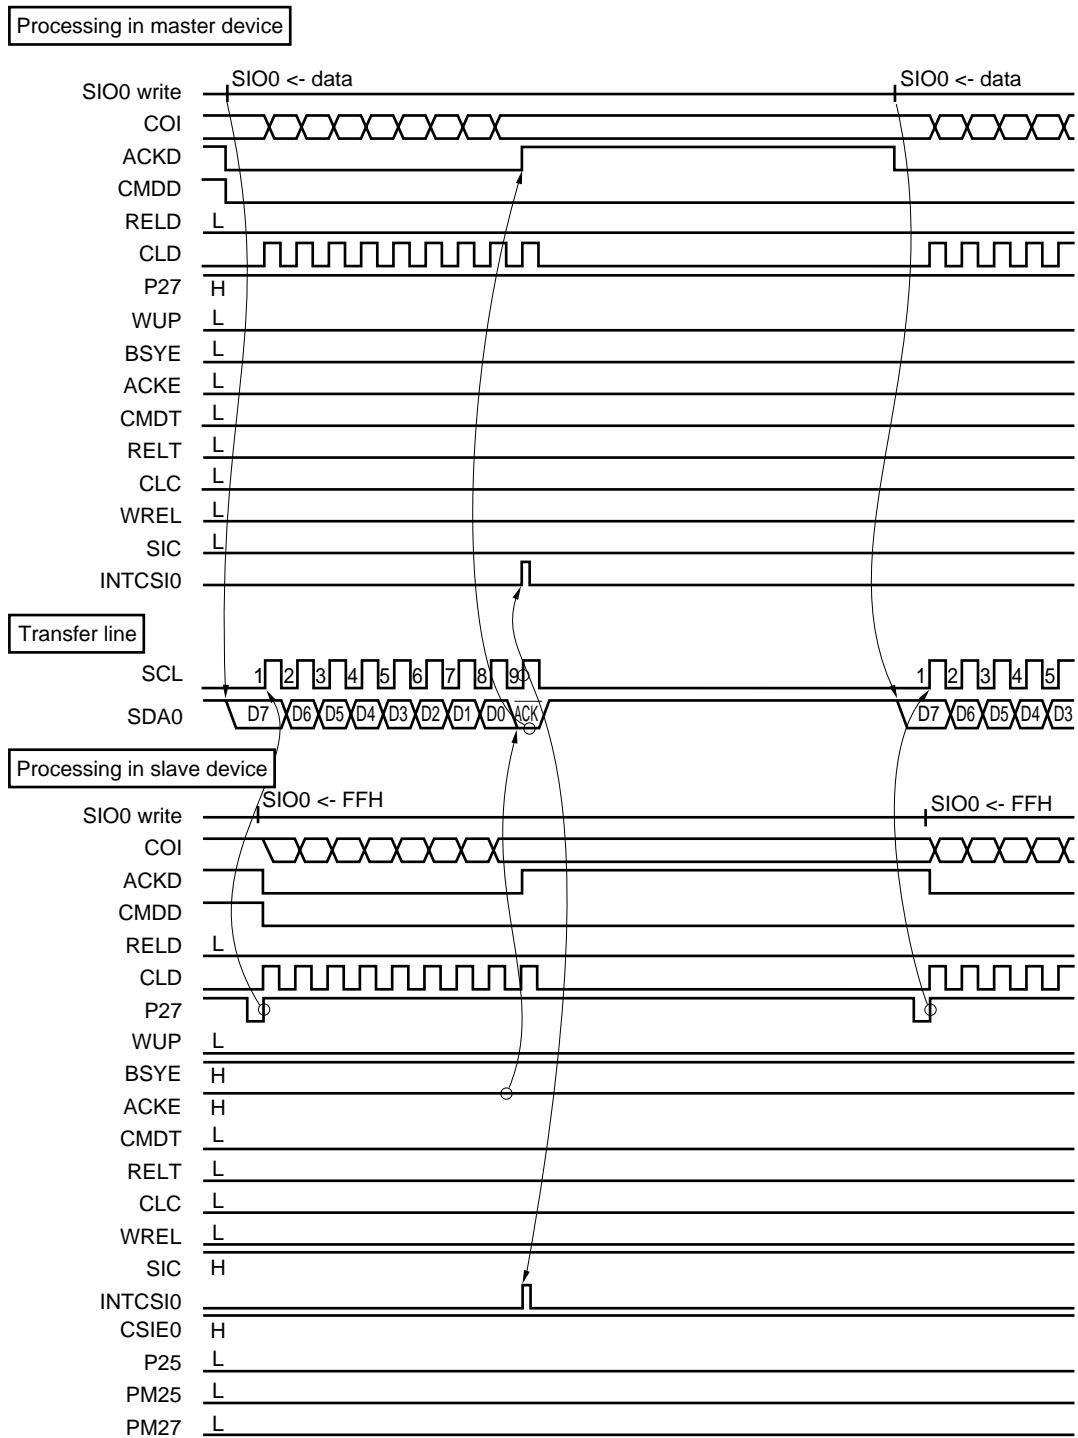 Processing in master device
SIO0 <- data SIO0 <- data
SIO0 write
COI
ACKD
CMDD
RELD L
CLD
P27 H
WUP L
BSYE L
ACKE L
CMDT L
RELT L
CLC L
WREL L
SIC L
INTCSI0
Transfer line
SCL 1 2 3 4 5 6 7 8 9 1 2 3 4 5
SDA0 D7 D6 D5 D4 D3 D2 D1 D0 ACK D7 D6 D5 D4 D3
Processing in slave device
SIO0 <- FFH SIO0 <- FFH
SIO0 write
COI
ACKD
CMDD
RELD L
CLD
P27
WUP L
BSYE H
ACKE H
CMDT L
RELT L
CLC L
WREL L
SIC H
INTCSI0
CSIE0 H
P25 L
PM25 L
PM27 L